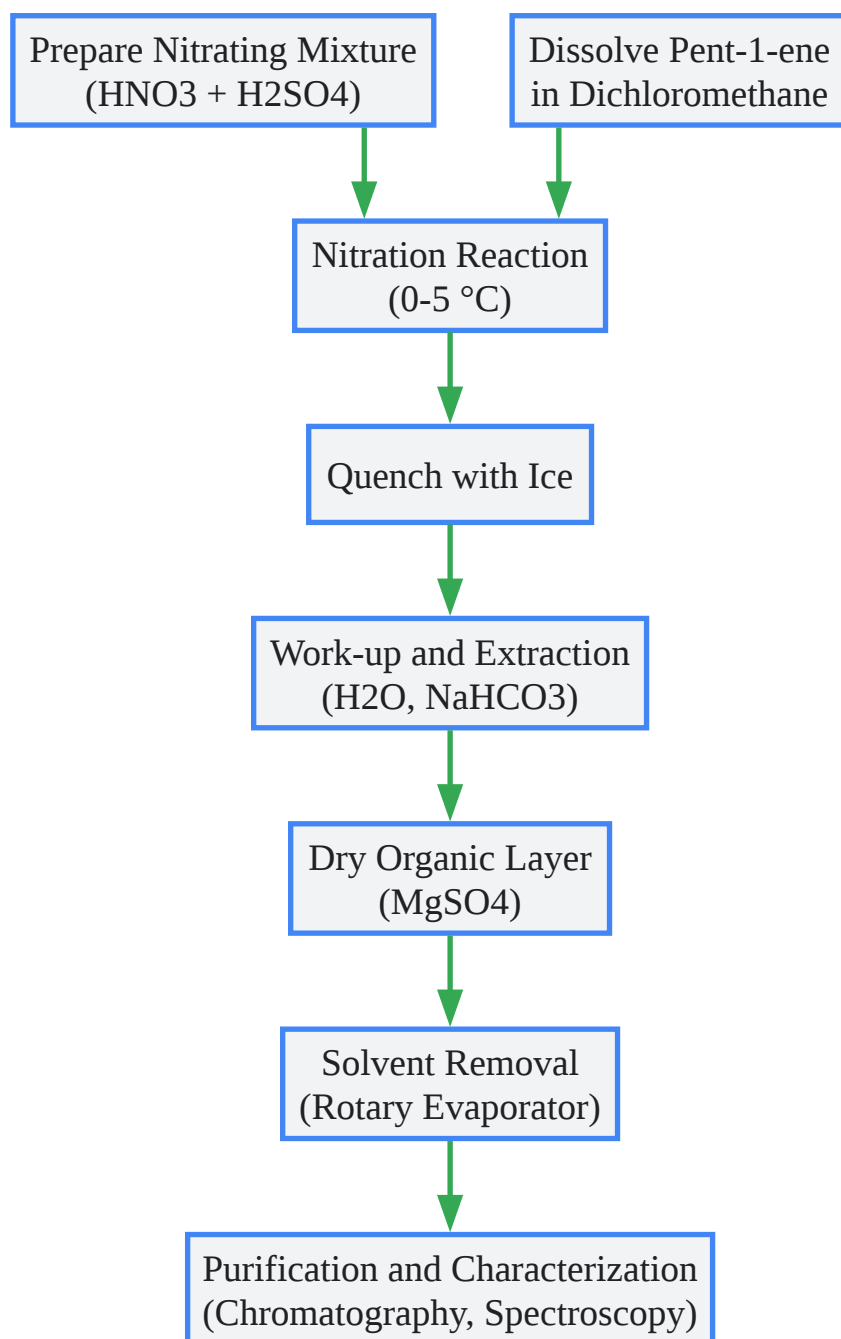 Prepare Nitrating Mixture
(HNO3 + H2SO4)
Dissolve Pent-1-ene
in Dichloromethane
Nitration Reaction
(0-5 °C)
Quench with Ice
Work-up and Extraction
(H2O, NaHCO3)
Dry Organic Layer
(MgSO4)
Solvent Removal
(Rotary Evaporator)
Purification and Characterization
(Chromatography, Spectroscopy)